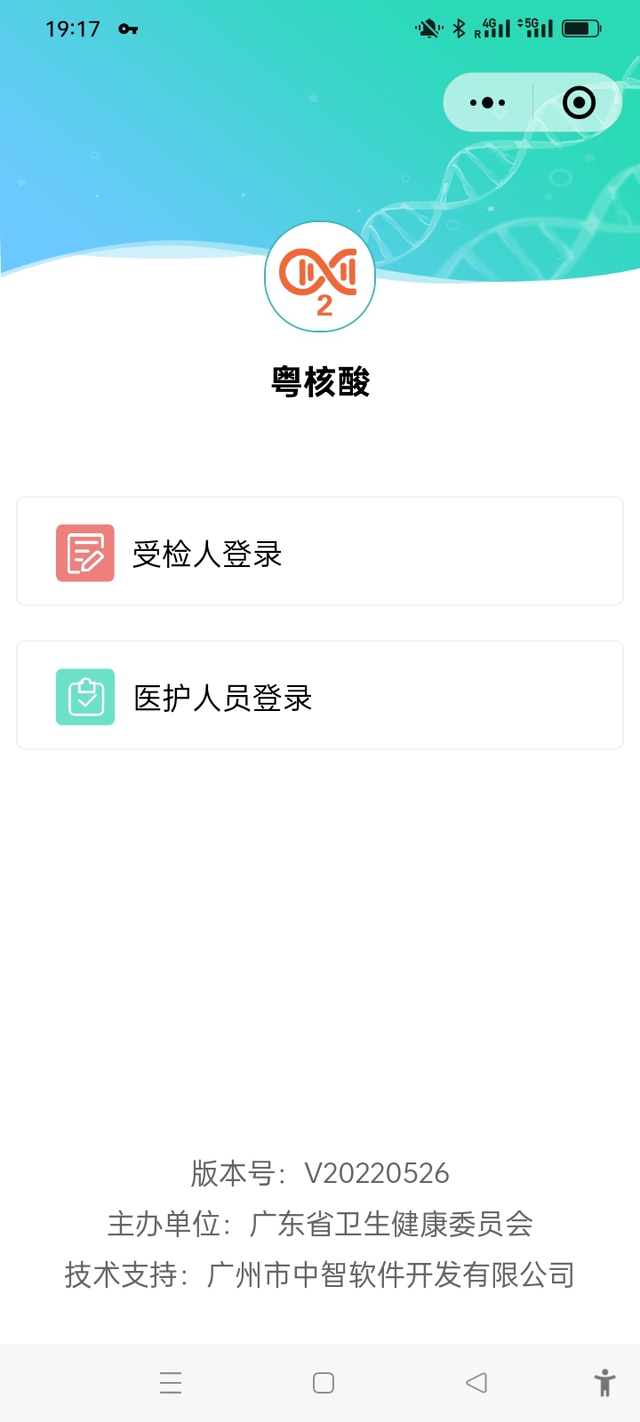 19:17
R 4G 5G
2
粤核酸
受检人登录
医护人员登录
版本号：V20220526
主办单位：广东省卫生健康委员会
技术支持：广州市中智软件开发有限公司